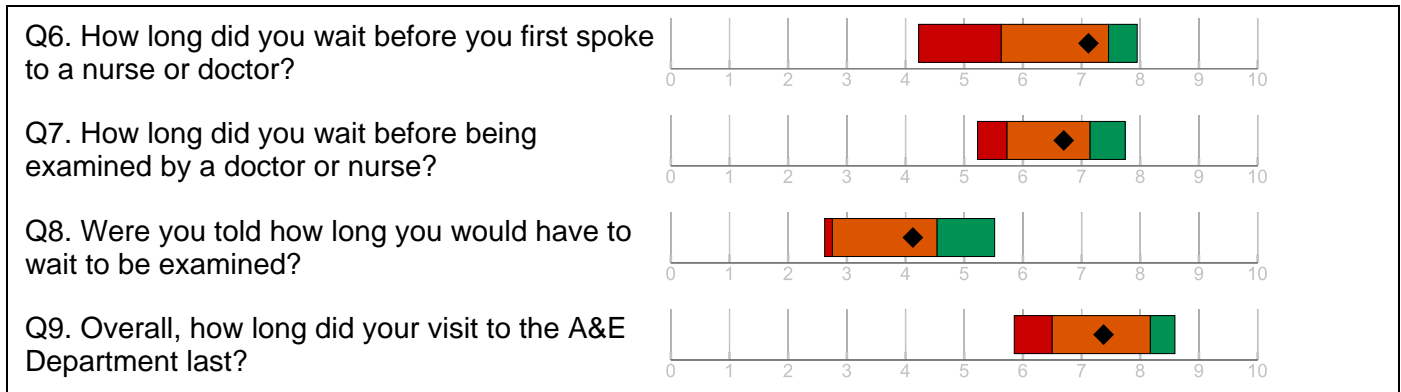 Q6. How long did you wait before you first spoke
to a nurse or doctor?
0 1 2 3 4 5 6 7 8 9 10
Q7. How long did you wait before being
examined by a doctor or nurse?
0 1 2 3 4 5 6 7 8 9 10
Q8. Were you told how long you would have to
wait to be examined?
0 1 2 3 4 5 6 7 8 9 10
Q9. Overall, how long did your visit to the A&E
Department last?
0 1 2 3 4 5 6 7 8 9 10